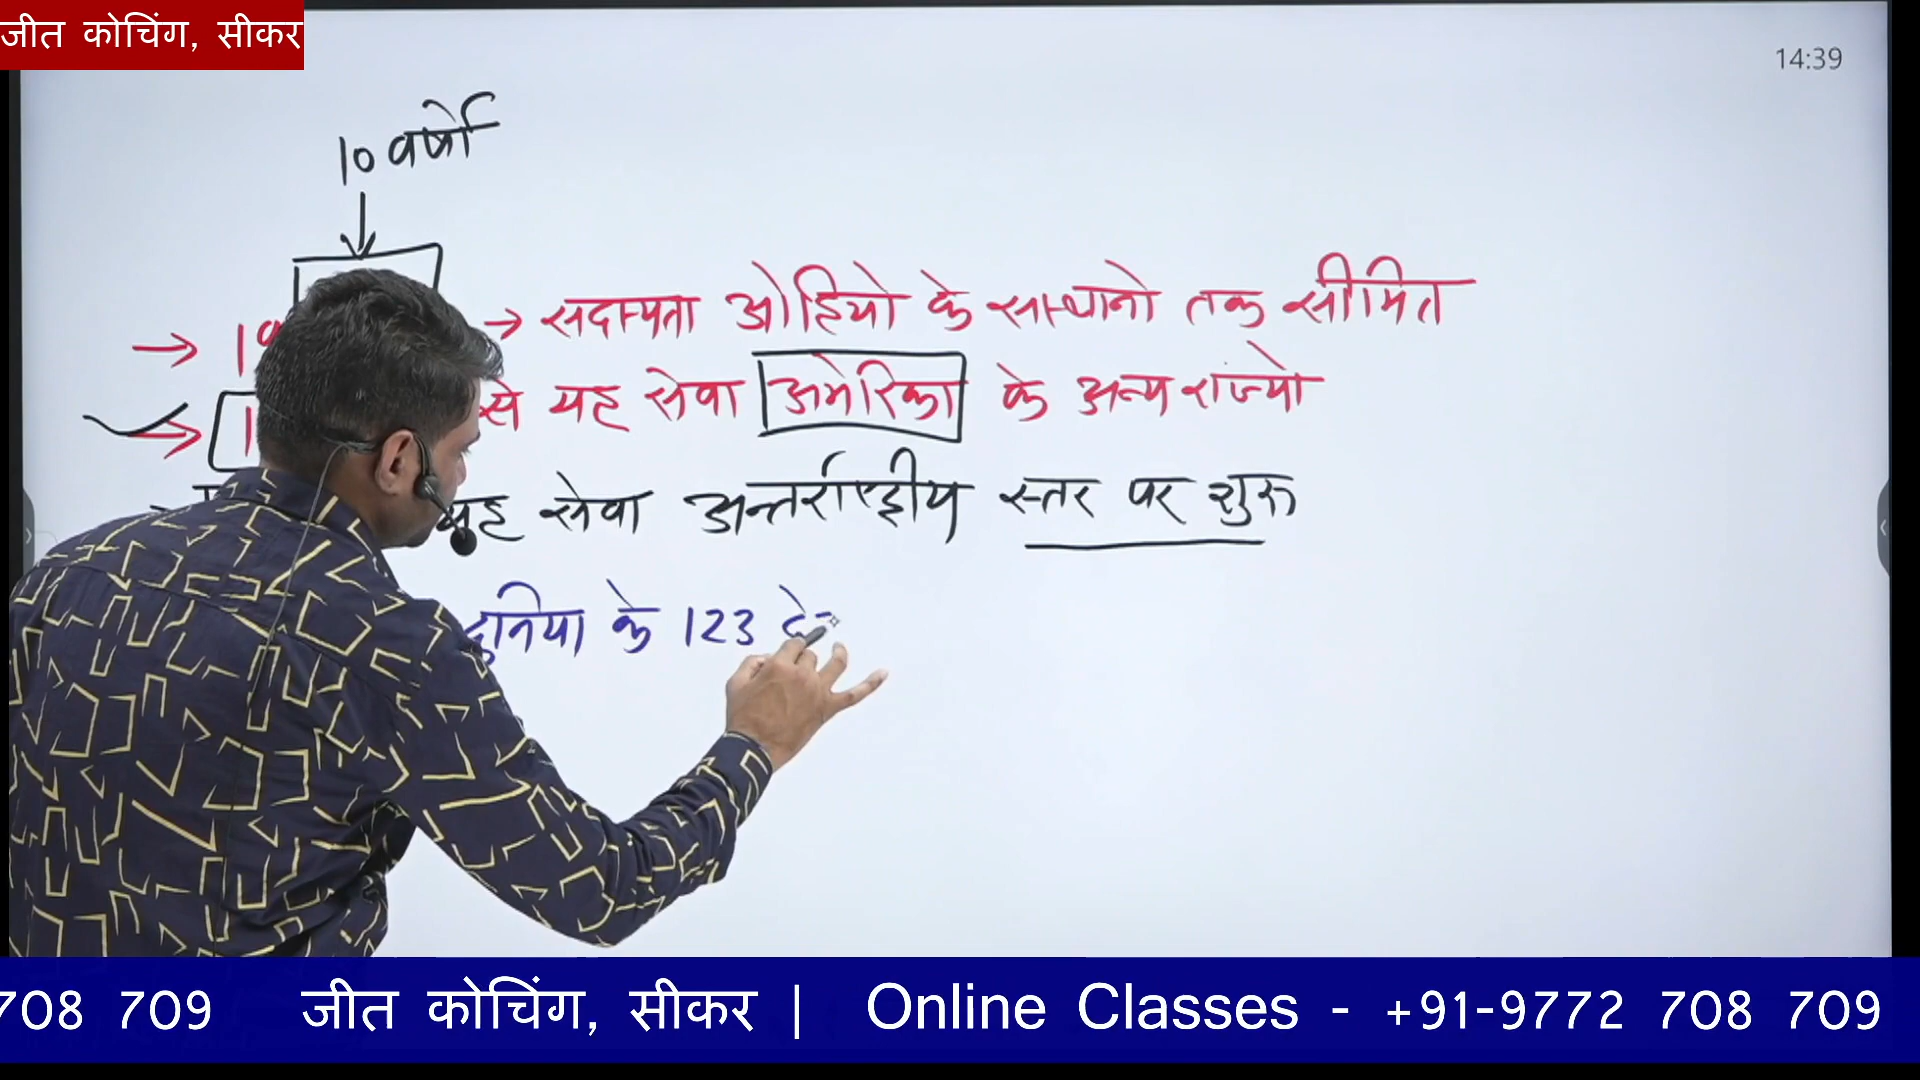 जीत कोचिंग, सीकर
14:39
10 वर्षो
→ → सदस्यता ओहियो के सस्थानो तक सीमित
→ से यह सेवा अमेरिका के अन्य राज्यो
यह सेवा अन्तर्राष्ट्रीय स्तर पर शुरू
दुनिया के 123
708 709 जीत कोचिंग, सीकर | Online Classes - +91-9772 708 709